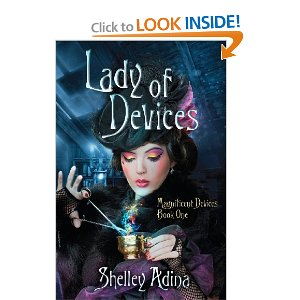 Click to LOOK INSIDE!
Lady of
Devices
Magnificent Devices
Book One
Shelley Adina